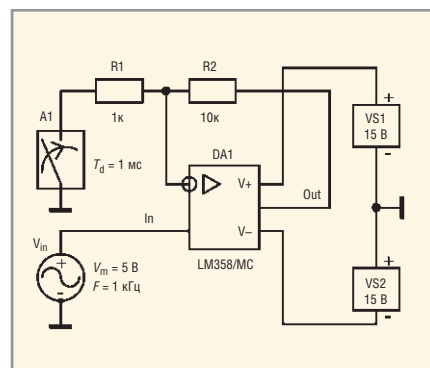 R1
R2
1к
10к
A1
T_d = 1 мс
DA1
V+
V–
Out
LM358/MC
In
V_in
+
-
V_m = 5 В
F = 1 кГц
+
VS1
15 В
-
+
VS2
15 В
-